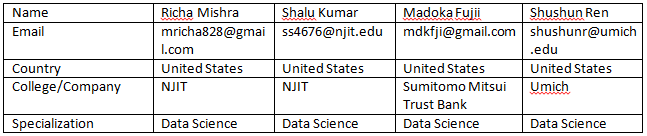 Name Richa Mishra Shalu Kumar Madoka Fujii Shushun Ren
Email mricha828@gmai ss4676@njit.edu mdkfji@gmail.com shushunr@umich
l.com .edu
Country United States United States United States United States
College/Company NJIT NJIT Sumitomo Mitsui Umich
Trust Bank
Specialization Data Science Data Science Data Science Data Science